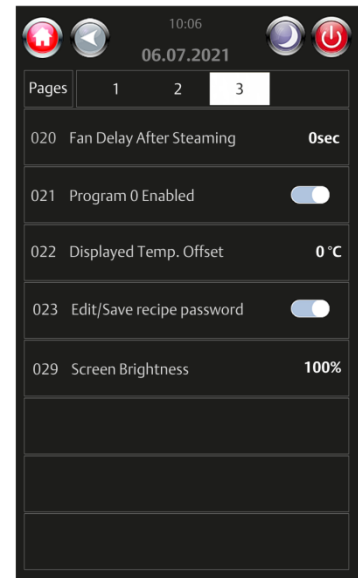 10:06
06.07.2021
Pages 1 2 3
020 Fan Delay After Steaming 0sec
021 Program 0 Enabled
022 Displayed Temp. Offset 0 °C
023 Edit/Save recipe password
029 Screen Brightness 100%